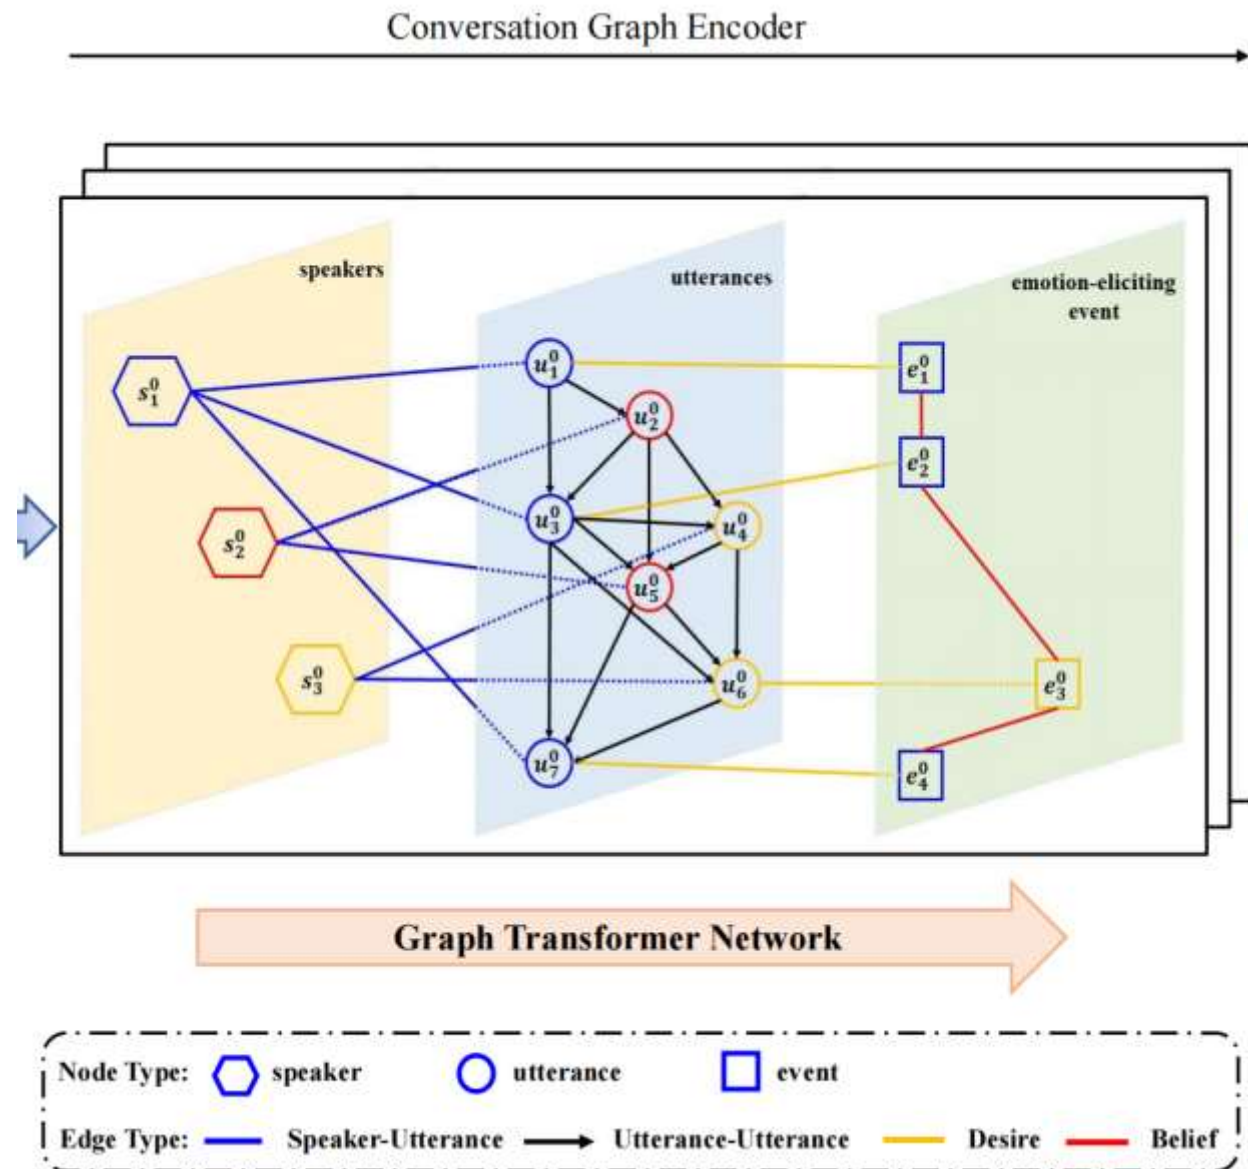 Conversation Graph Encoder
speakers
utterances
emotion-eliciting
event
s₁⁰
s₂⁰
s₃⁰
u₁⁰
u₂⁰
u₃⁰
u₄⁰
u₅⁰
u₆⁰
u₇⁰
e₁⁰
e₂⁰
e₃⁰
e₄⁰
Graph Transformer Network
Node Type: speaker utterance event
Edge Type: Speaker-Utterance Utterance-Utterance Desire Belief